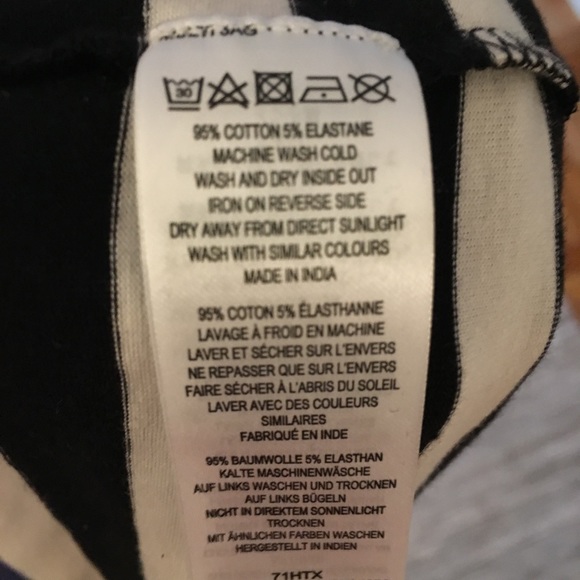 30
95% COTTON 5% ELASTANE
MACHINE WASH COLD
WASH AND DRY INSIDE OUT
IRON ON REVERSE SIDE
DRY AWAY FROM DIRECT SUNLIGHT
WASH WITH SIMILAR COLOURS
MADE IN INDIA
95% COTON 5% ÉLASTHANNE
LAVAGE À FROID EN MACHINE
LAVER ET SÉCHER SUR L'ENVERS
NE REPASSER QUE SUR L'ENVERS
FAIRE SÉCHER À L'ABRIS DU SOLEIL
LAVER AVEC DES COULEURS
SIMILAIRES
FABRIQUÉ EN INDE
95% BAUMWOLLE 5% ELASTHAN
KALTE MASCHINENWÄSCHE
AUF LINKS WASCHEN UND TROCKNEN
AUF LINKS BÜGELN
NICHT IN DIREKTEM SONNENLICHT
TROCKNEN
MIT ÄHNLICHEN FARBEN WASCHEN
HERGESTELLT IN INDIEN
71HTX